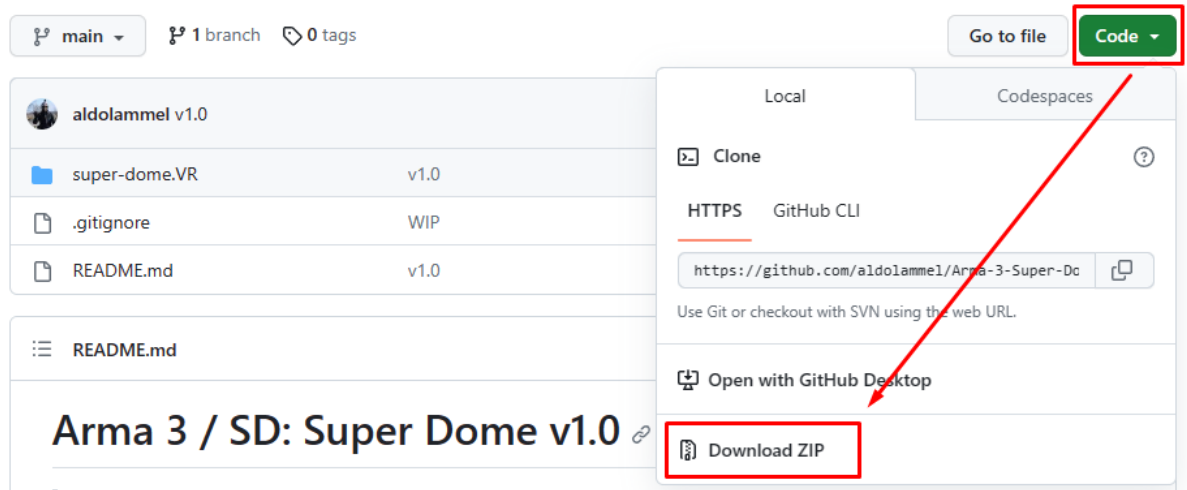 main 1 branch 0 tags Go to file Code
Local Codespaces
aldolammel v1.0
Clone
super-dome.VR v1.0
HTTPS GitHub CLI
.gitignore WIP
README.md v1.0
https://github.com/aldolammel/Arma-3-Super-Do
Use Git or checkout with SVN using the web URL.
README.md
Open with GitHub Desktop
Arma 3 / SD: Super Dome v1.0
Download ZIP